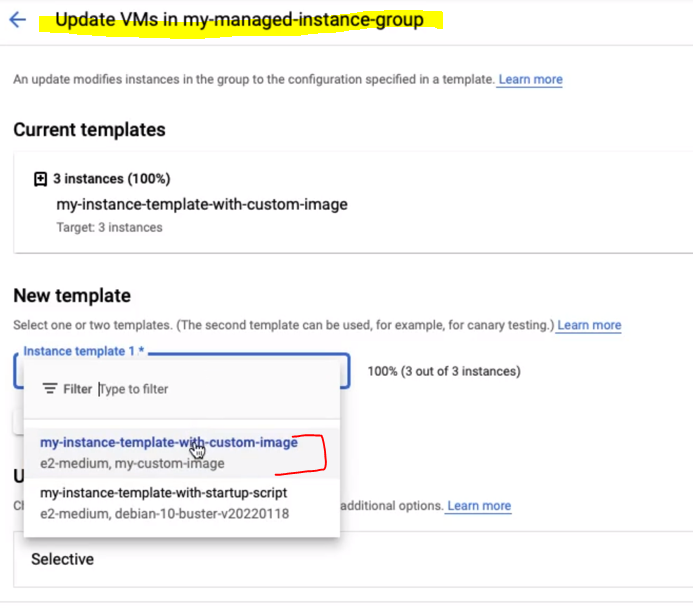 Update VMs in my-managed-instance-group
An update modifies instances in the group to the configuration specified in a template. Learn more
Current templates
3 instances (100%)
my-instance-template-with-custom-image
Target: 3 instances
New template
Select one or two templates. (The second template can be used, for example, for canary testing.) Learn more
Instance template 1 *
100% (3 out of 3 instances)
Filter Type to filter
my-instance-template-with-custom-image
e2-medium, my-custom-image
my-instance-template-with-startup-script
e2-medium, debian-10-buster-v20220118
additional options. Learn more
Selective